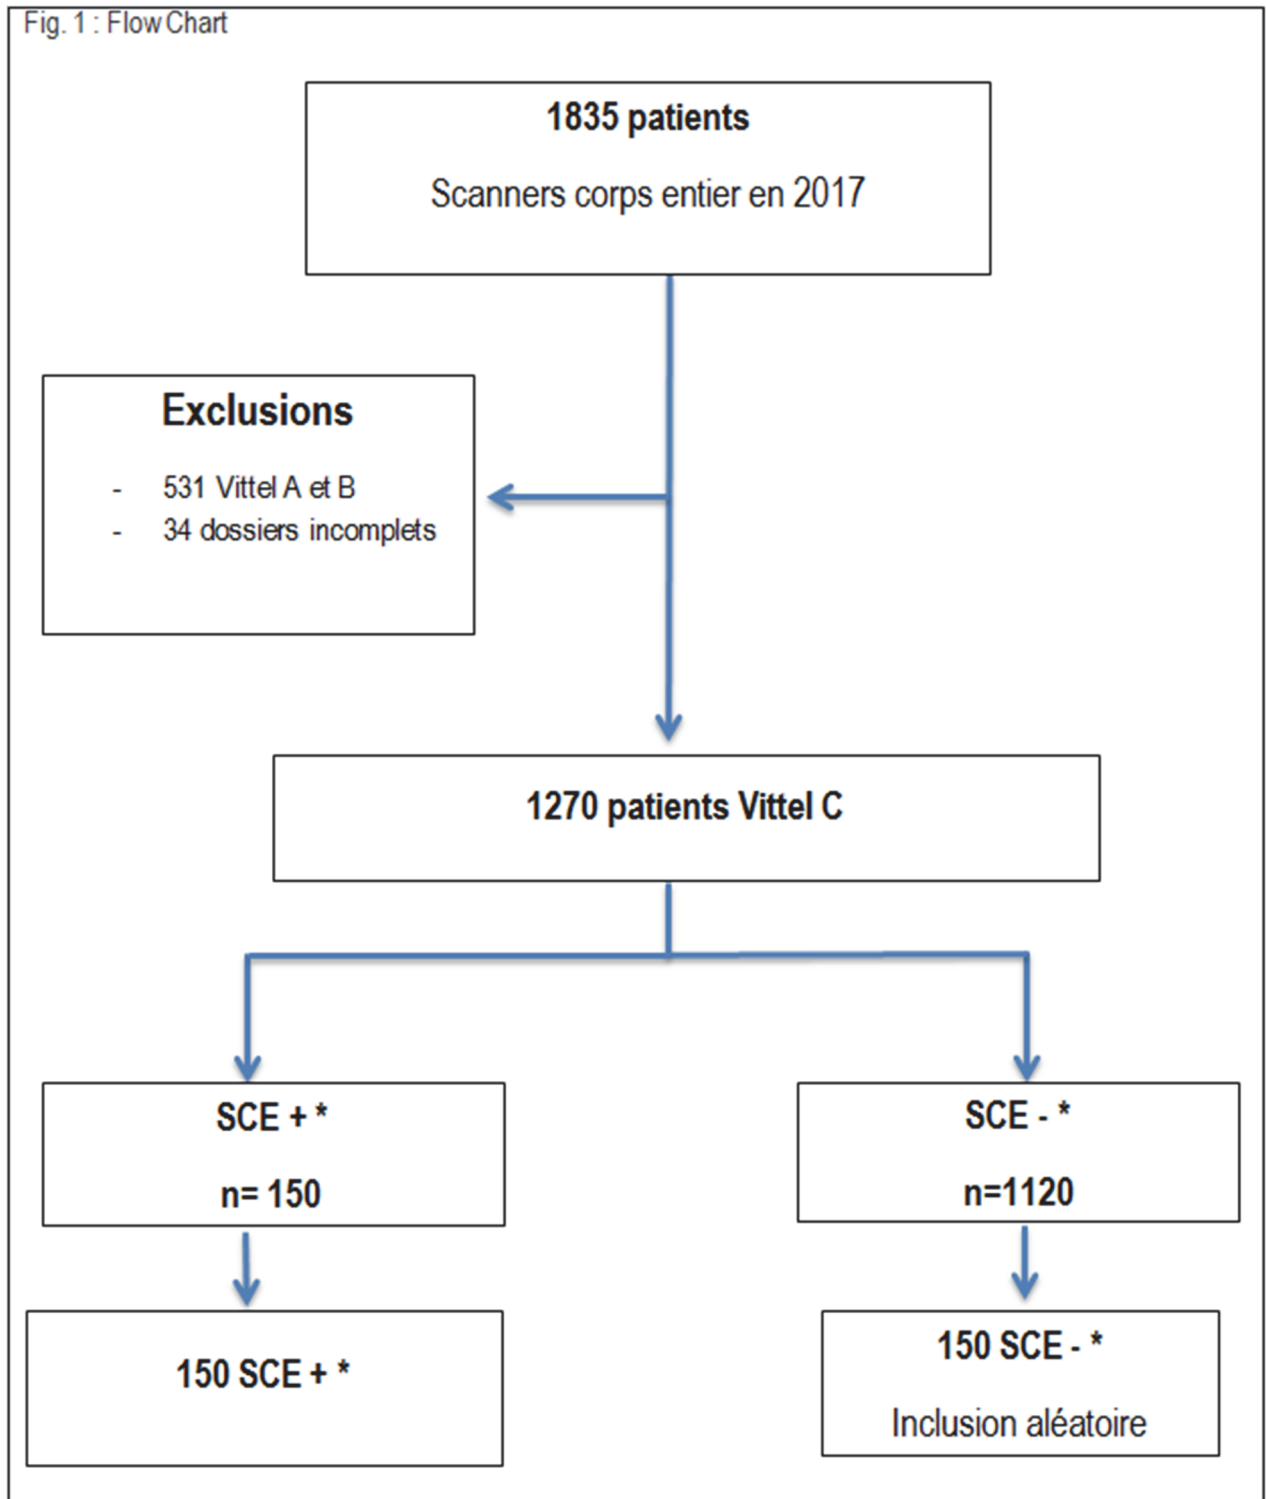 Fig. 1 : Flow Chart
1835 patients
Scanners corps entier en 2017
Exclusions
- 531 Vittel A et B
- 34 dossiers incomplets
1270 patients Vittel C
SCE + *
n= 150
SCE - *
n=1120
150 SCE + *
150 SCE - *
Inclusion aléatoire